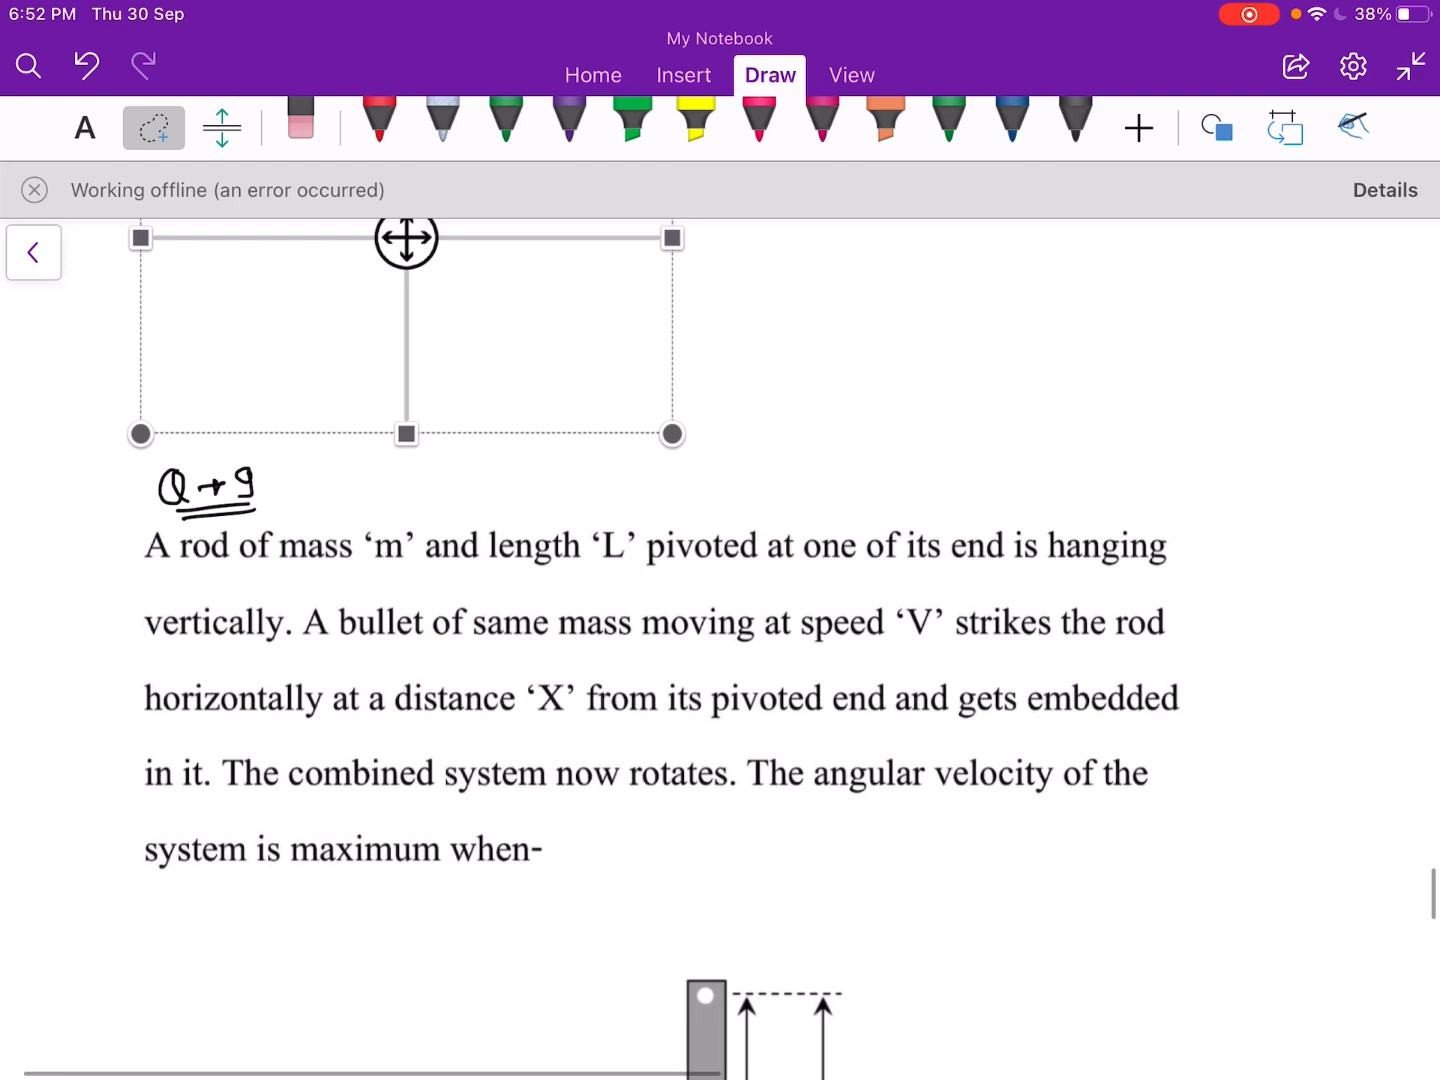 6:52 PM Thu 30 Sep
38%
My Notebook
Home Insert Draw View
A
Working offline (an error occurred)
Details
Q → 9
A rod of mass ‘m’ and length ‘L’ pivoted at one of its end is hanging
vertically. A bullet of same mass moving at speed ‘V’ strikes the rod
horizontally at a distance ‘X’ from its pivoted end and gets embedded
in it. The combined system now rotates. The angular velocity of the
system is maximum when-